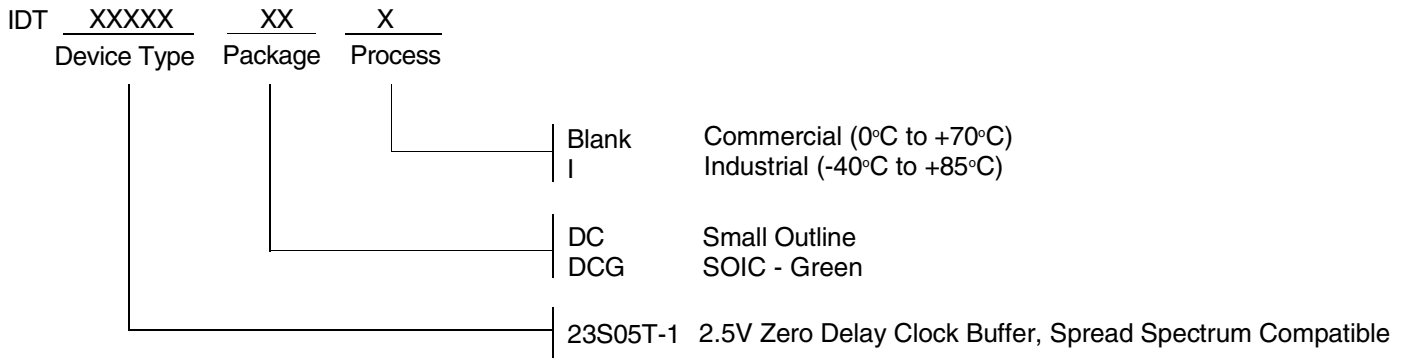 IDT XXXXX XX X
Device Type Package Process
Blank Commercial (0°C to +70°C)
I Industrial (-40°C to +85°C)
DC Small Outline
DCG SOIC - Green
23S05T-1 2.5V Zero Delay Clock Buffer, Spread Spectrum Compatible